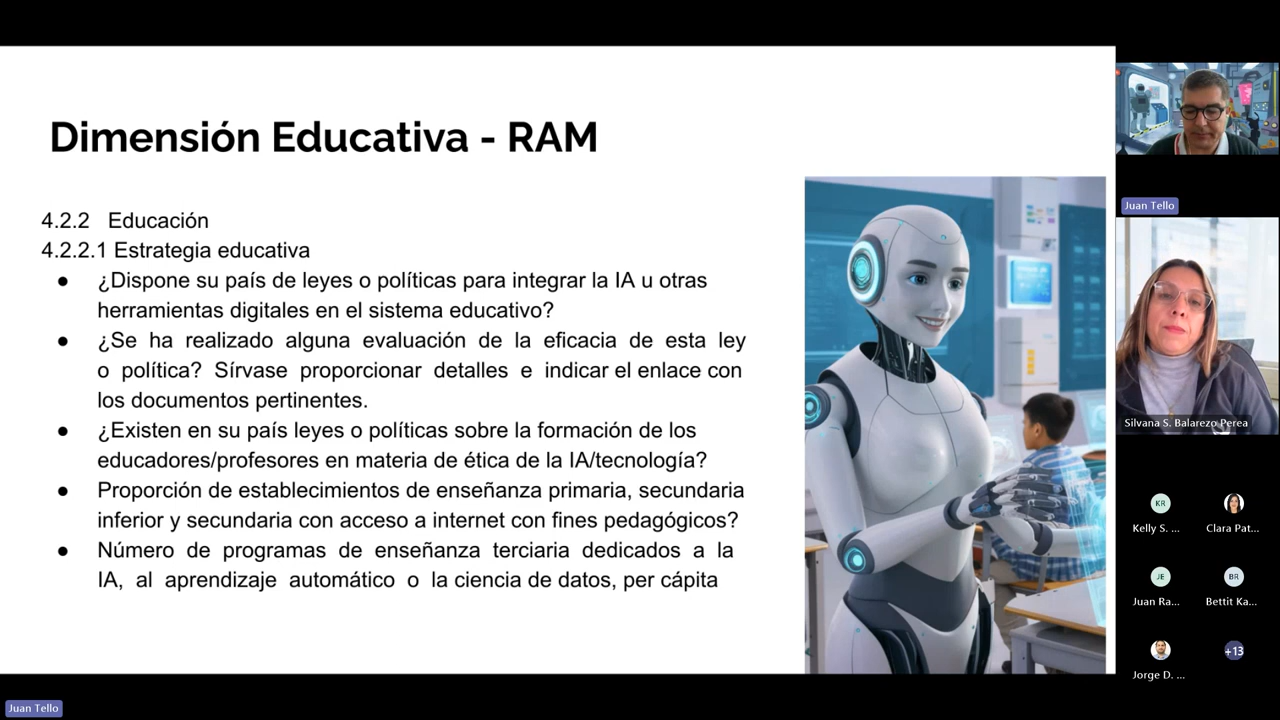 Dimensión Educativa - RAM
4.2.2 Educación
4.2.2.1 Estrategia educativa
● ¿Dispone su país de leyes o políticas para integrar la IA u otras
herramientas digitales en el sistema educativo?
● ¿Se ha realizado alguna evaluación de la eficacia de esta ley
o política? Sírvase proporcionar detalles e indicar el enlace con
los documentos pertinentes.
● ¿Existen en su país leyes o políticas sobre la formación de los
educadores/profesores en materia de ética de la IA/tecnología?
● Proporción de establecimientos de enseñanza primaria, secundaria
inferior y secundaria con acceso a internet con fines pedagógicos?
● Número de programas de enseñanza terciaria dedicados a la
IA, al aprendizaje automático o la ciencia de datos, per cápita
Juan Tello
Silvana S. Balarezo Perea
KR
Kelly S. ...
Clara Pat...
JE
Juan Ra...
BR
Bettit Ka...
Jorge D. ...
+13
Juan Tello